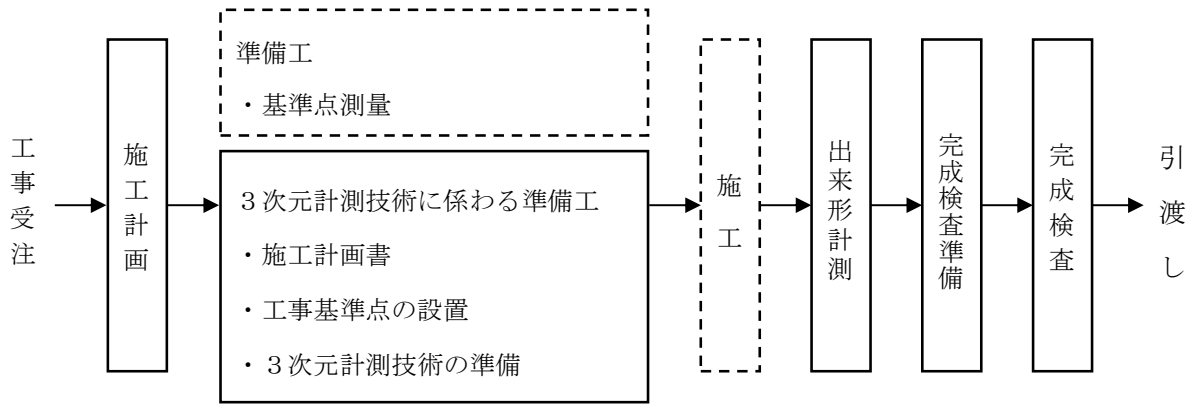 工事受注
施工計画
準備工
・基準点測量
３次元計測技術に係わる準備工
・施工計画書
・工事基準点の設置
・３次元計測技術の準備
施工
出来形計測
完成検査準備
完成検査
引渡し